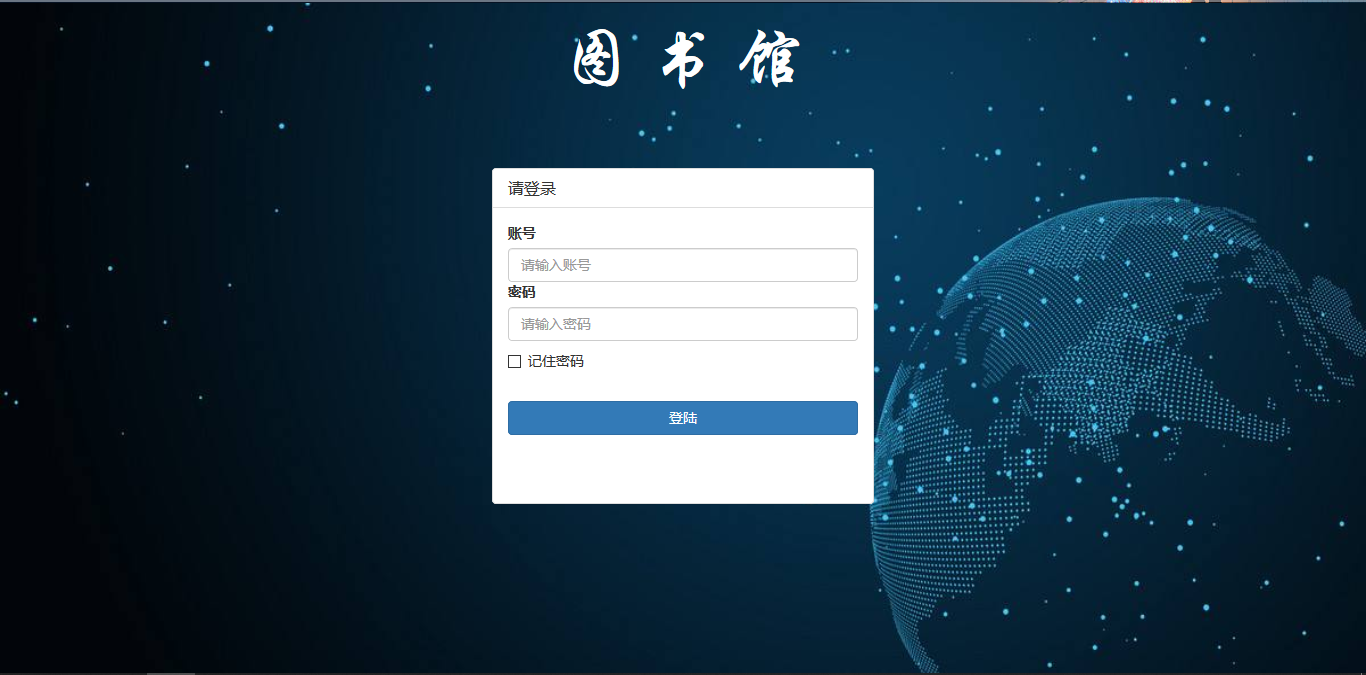 图 书 馆
请登录
账号
请输入账号
密码
请输入密码
记住密码
登陆